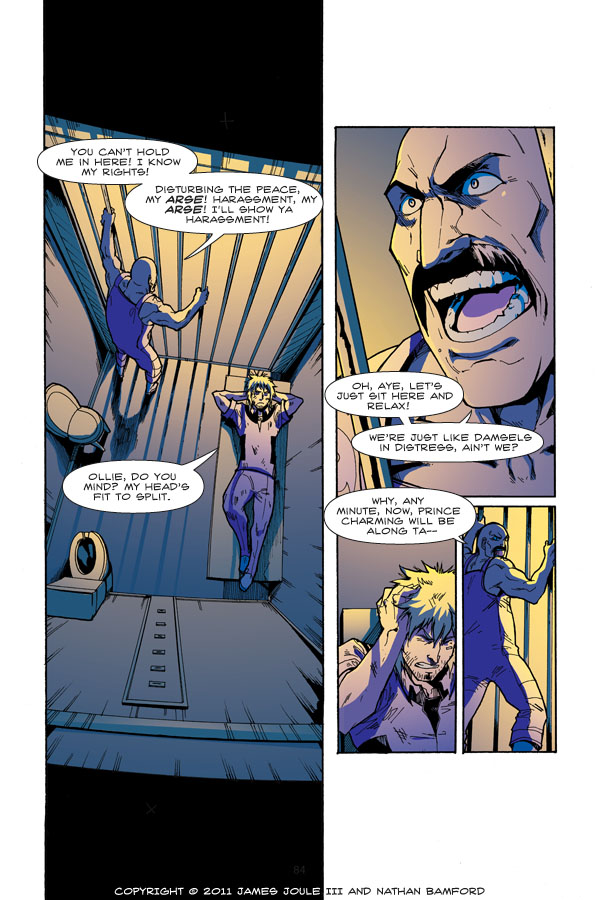 YOU CAN'T HOLD
ME IN HERE! I KNOW
MY RIGHTS!
DISTURBING THE PEACE,
MY ARSE! HARASSMENT, MY
ARSE! I'LL SHOW YA
HARASSMENT!
OLLIE, DO YOU
MIND? MY HEAD'S
FIT TO SPLIT.
OH, AYE, LET'S
JUST SIT HERE AND
RELAX!
WE'RE JUST LIKE DAMSELS
IN DISTRESS, AIN'T WE?
WHY, ANY
MINUTE, NOW, PRINCE
CHARMING WILL BE
ALONG TA--
64
COPYRIGHT © 2011 JAMES JOULE III AND NATHAN BAMFORD